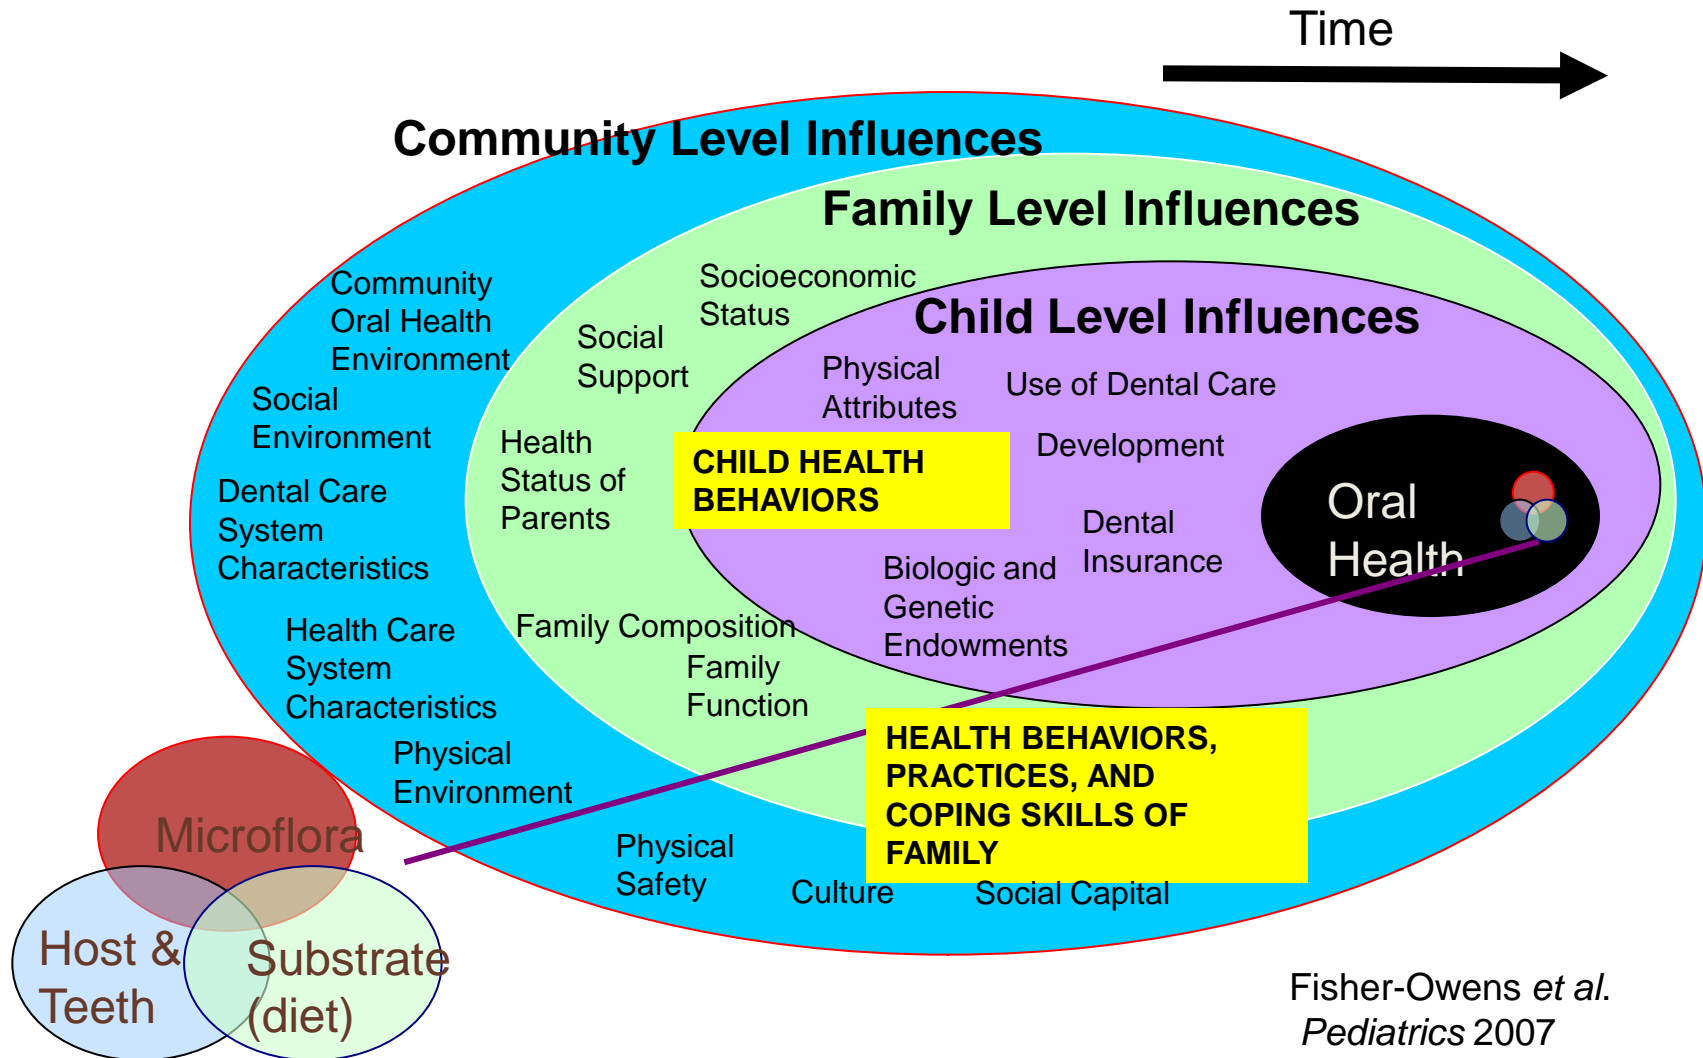 Time
Community Level Influences
Family Level Influences
Child Level Influences
Community
Oral Health
Environment
Social
Environment
Dental Care
System
Characteristics
Health Care
System
Characteristics
Physical
Environment
Physical
Safety
Culture
Social Capital
Socioeconomic
Status
Social
Support
Health
Status of
Parents
Family Composition
Family
Function
HEALTH BEHAVIORS,
PRACTICES, AND
COPING SKILLS OF
FAMILY
Physical
Attributes
Use of Dental Care
CHILD HEALTH
BEHAVIORS
Development
Dental
Insurance
Biologic and
Genetic
Endowments
Oral
Health
Microflora
Host &
Teeth
Substrate
(diet)
Fisher-Owens et al.
Pediatrics 2007